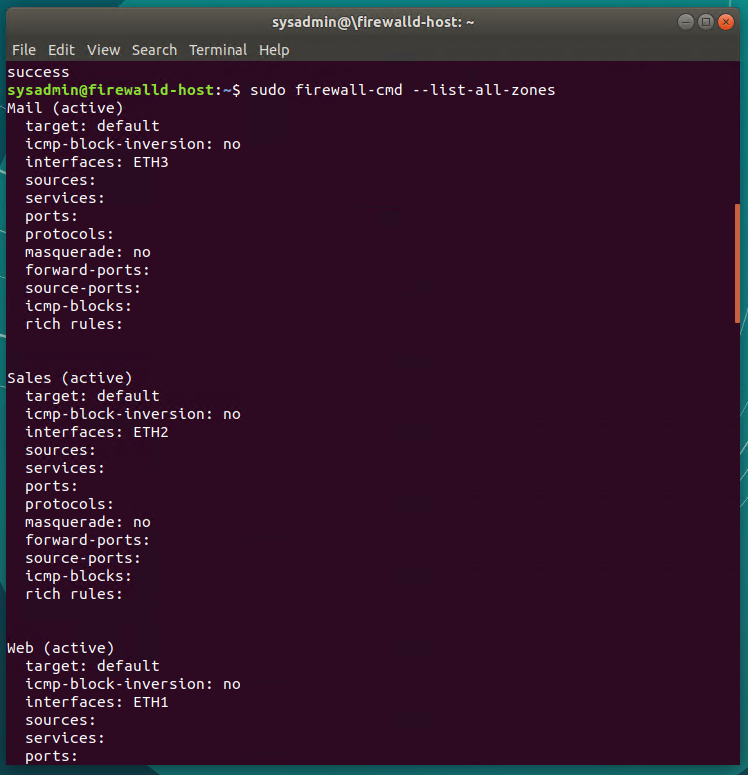 sysadmin@\firewalld-host: ~
File Edit View Search Terminal Help
success
sysadmin@firewalld-host:~$ sudo firewall-cmd --list-all-zones
Mail (active)
  target: default
  icmp-block-inversion: no
  interfaces: ETH3
  sources:
  services:
  ports:
  protocols:
  masquerade: no
  forward-ports:
  source-ports:
  icmp-blocks:
  rich rules:
Sales (active)
  target: default
  icmp-block-inversion: no
  interfaces: ETH2
  sources:
  services:
  ports:
  protocols:
  masquerade: no
  forward-ports:
  source-ports:
  icmp-blocks:
  rich rules:
Web (active)
  target: default
  icmp-block-inversion: no
  interfaces: ETH1
  sources:
  services:
  ports: